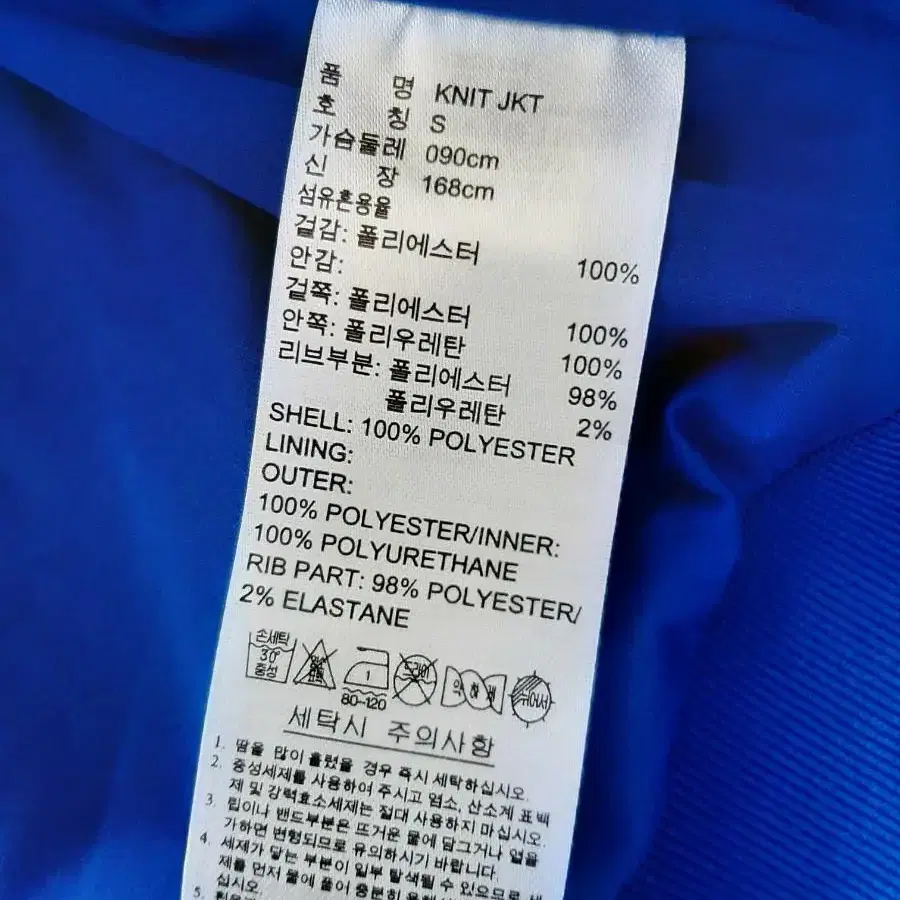 품 명 KNIT JKT
호 칭 S
가슴둘레 090cm
신 장 168cm
섬유혼용율
겉감: 폴리에스터 100%
안감:
겉쪽: 폴리에스터 100%
안쪽: 폴리우레탄 100%
리브부분: 폴리에스터 98%
폴리우레탄 2%
SHELL: 100% POLYESTER
LINING:
OUTER:
100% POLYESTER/INNER:
100% POLYURETHANE
RIB PART: 98% POLYESTER/
2% ELASTANE
손세탁 30° 중성 1 80~120 드라이 약하게 뉘어서
세탁시 주의사항
1. 땀을 많이 흘렸을 경우 즉시 세탁하십시오.
2. 중성세제를 사용하여 주시고 염소, 산소계 표백
제 및 강력효소세제는 절대 사용하지 마십시오.
3. 립이나 밴드부분은 뜨거운 물에 담그거나 열을
가하면 변형되므로 유의하시기 바랍니다.
4. 세제가 닿는 부분이 일부 탈색될 수 있으므로 세
제를 먼저 물에 풀어 충분히
십시오.
5.